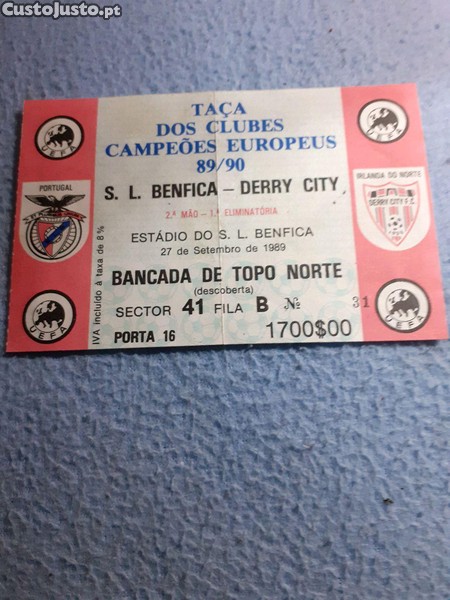 CustoJusto.pt
TAÇA
DOS CLUBES
CAMPEÕES EUROPEUS
89/90
S. L. BENFICA – DERRY CITY
2.ª MÃO – 1.ª ELIMINATÓRIA
ESTÁDIO DO S. L. BENFICA
27 de Setembro de 1989
BANCADA DE TOPO NORTE
(descoberta)
SECTOR 41 FILA B № 31
PORTA 16 1700$00
IVA incluído à taxa de 8%
UEFA
PORTUGAL
UEFA
UEFA
IRLANDA DO NORTE
DERRY CITY F.C.
UEFA